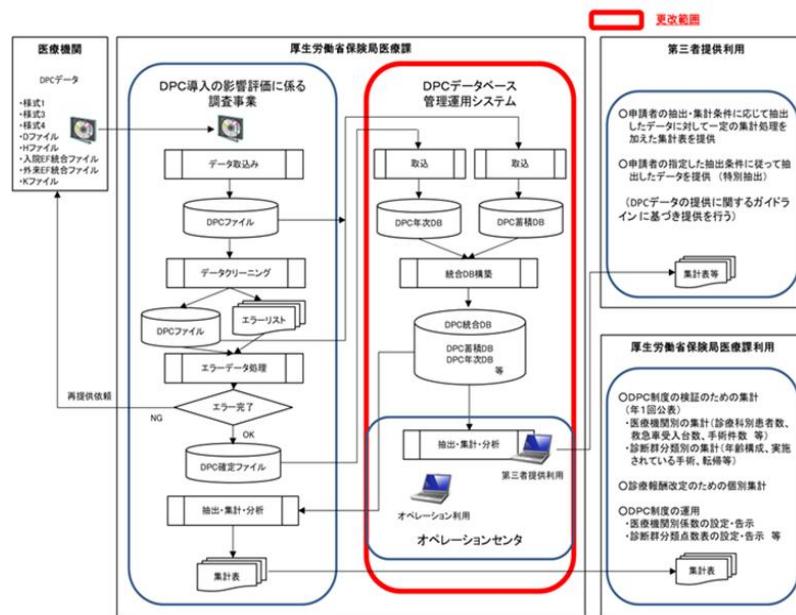 更改範囲
医療機関
DPCデータ
・様式1
・様式3
・様式4
・Dファイル
・Hファイル
・入院EF統合ファイル
・外来EF統合ファイル
・Kファイル
厚生労働省保険局医療課
DPC導入の影響評価に係る
調査事業
データ取込み
DPCファイル
データクリーニング
DPCファイル
エラーリスト
エラーデータ処理
再提供依頼
NG
エラー完了
OK
DPC確定ファイル
抽出・集計・分析
集計表
DPCデータベース
管理運用システム
取込
取込
DPC年次DB
DPC蓄積DB
統合DB構築
DPC統合DB
DPC蓄積DB
DPC年次DB
等
抽出・集計・分析
第三者提供利用
オペレーション利用
オペレーションセンタ
第三者提供利用
○申請者の抽出・集計条件に応じて抽出
したデータに対して一定の集計処理を
加えた集計表を提供
○申請者の指定した抽出条件に従って抽
出したデータを提供（特別抽出）
（DPCデータの提供に関するガイドラ
インに基づき提供を行う）
集計表等
厚生労働省保険局医療課利用
○DPC制度の検証のための集計
（年1回公表）
・医療機関別の集計（診療科別患者数、
救急車受入台数、手術件数 等）
・診断群分類別の集計（年齢構成、実施
されている手術、転帰等）
○診療報酬改定のための個別集計
○DPC制度の運用
・医療機関別係数の設定・告示
・診断群分類点数表の設定・告示 等
集計表